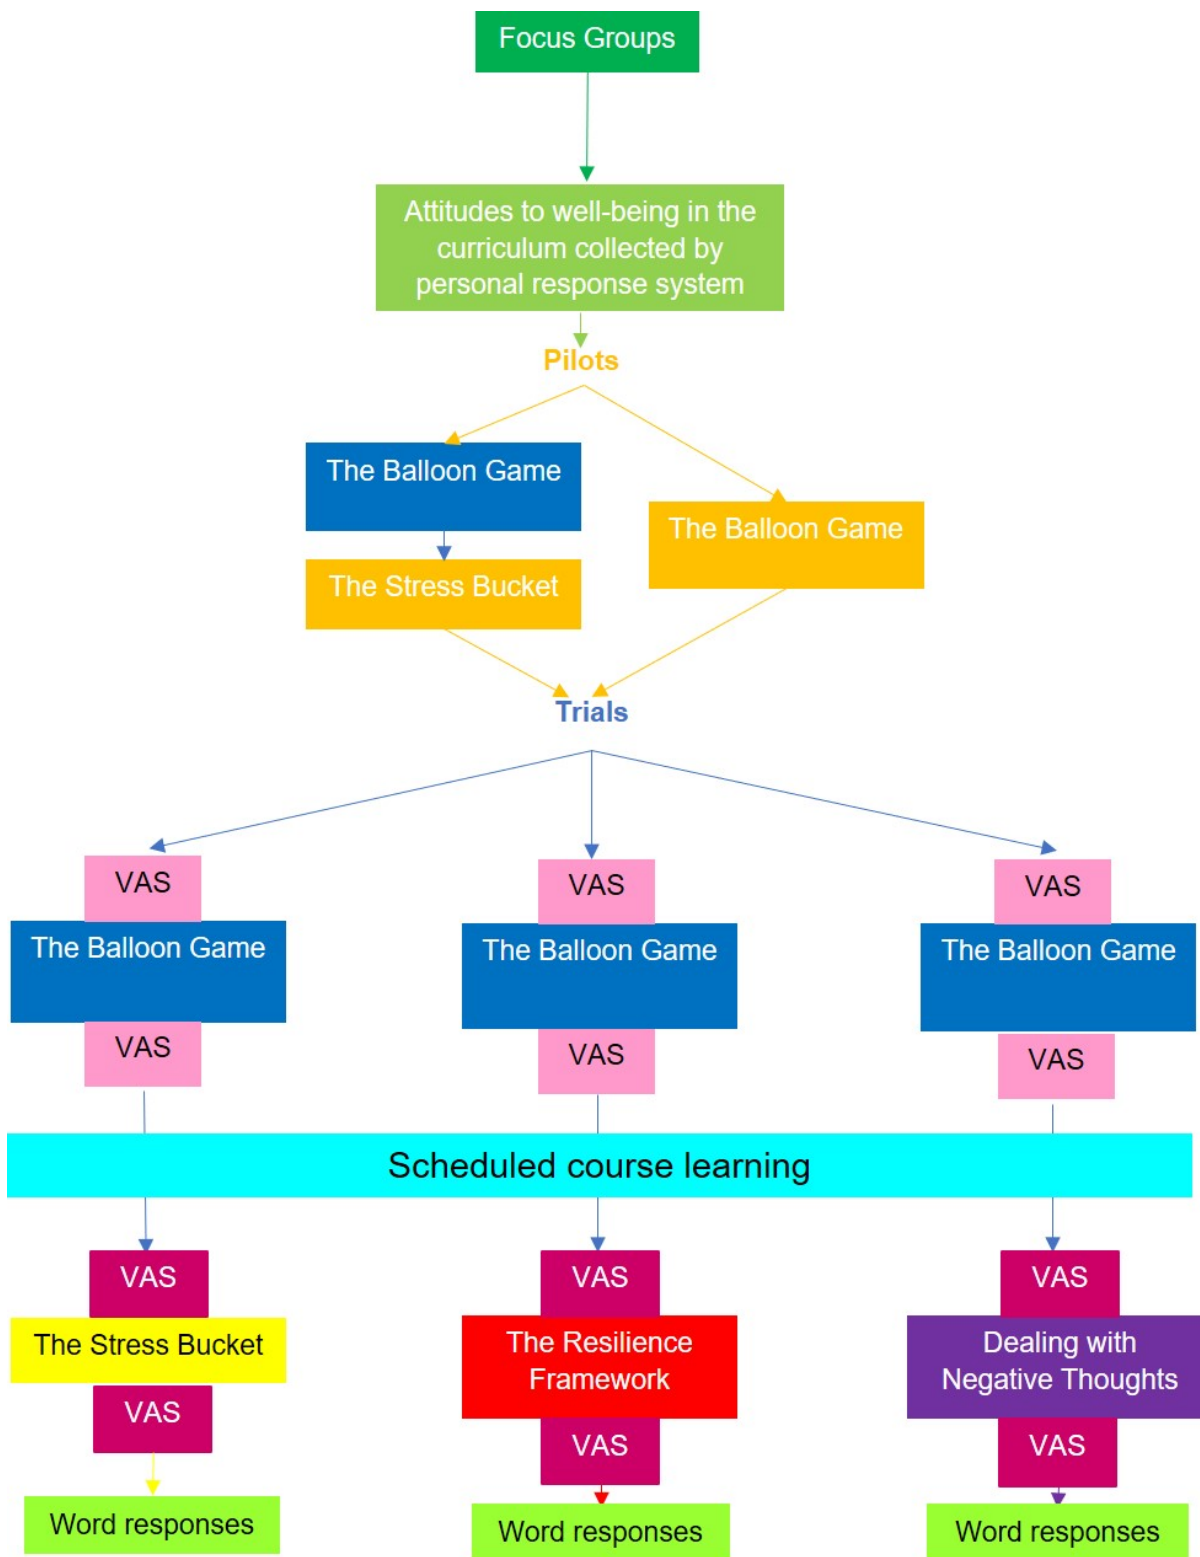 Focus Groups
Attitudes to well-being in the
curriculum collected by
personal response system
Pilots
The Balloon Game
The Balloon Game
The Stress Bucket
Trials
VAS
VAS
VAS
The Balloon Game
The Balloon Game
The Balloon Game
VAS
VAS
VAS
Scheduled course learning
VAS
VAS
VAS
The Stress Bucket
The Resilience
Framework
Dealing with
Negative Thoughts
VAS
VAS
VAS
Word responses
Word responses
Word responses